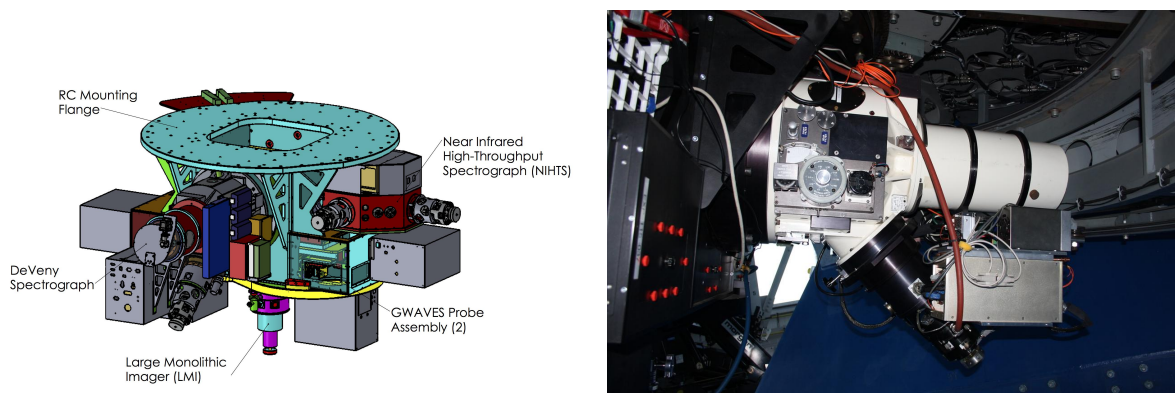 RC Mounting
Flange
Near Infrared
High-Throughput
Spectrograph (NIHTS)
DeVeny
Spectrograph
GWAVES Probe
Assembly (2)
Large Monolithic
Imager (LMI)